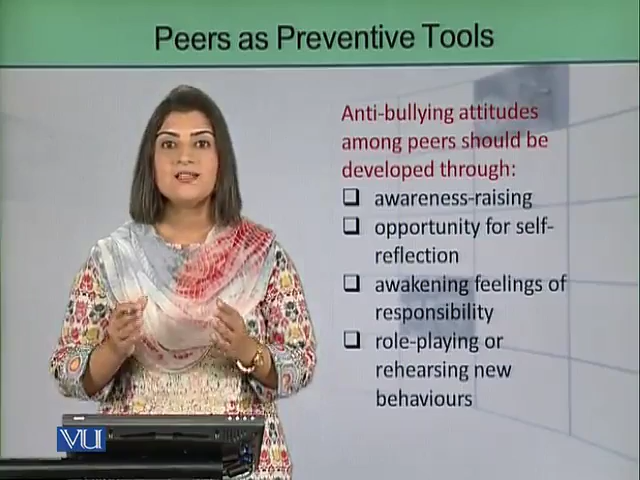 Peers as Preventive Tools
Anti-bullying attitudes
among peers should be
developed through:
❑ awareness-raising
❑ opportunity for self-
reflection
❑ awakening feelings of
responsibility
❑ role-playing or
rehearsing new
behaviours
VU